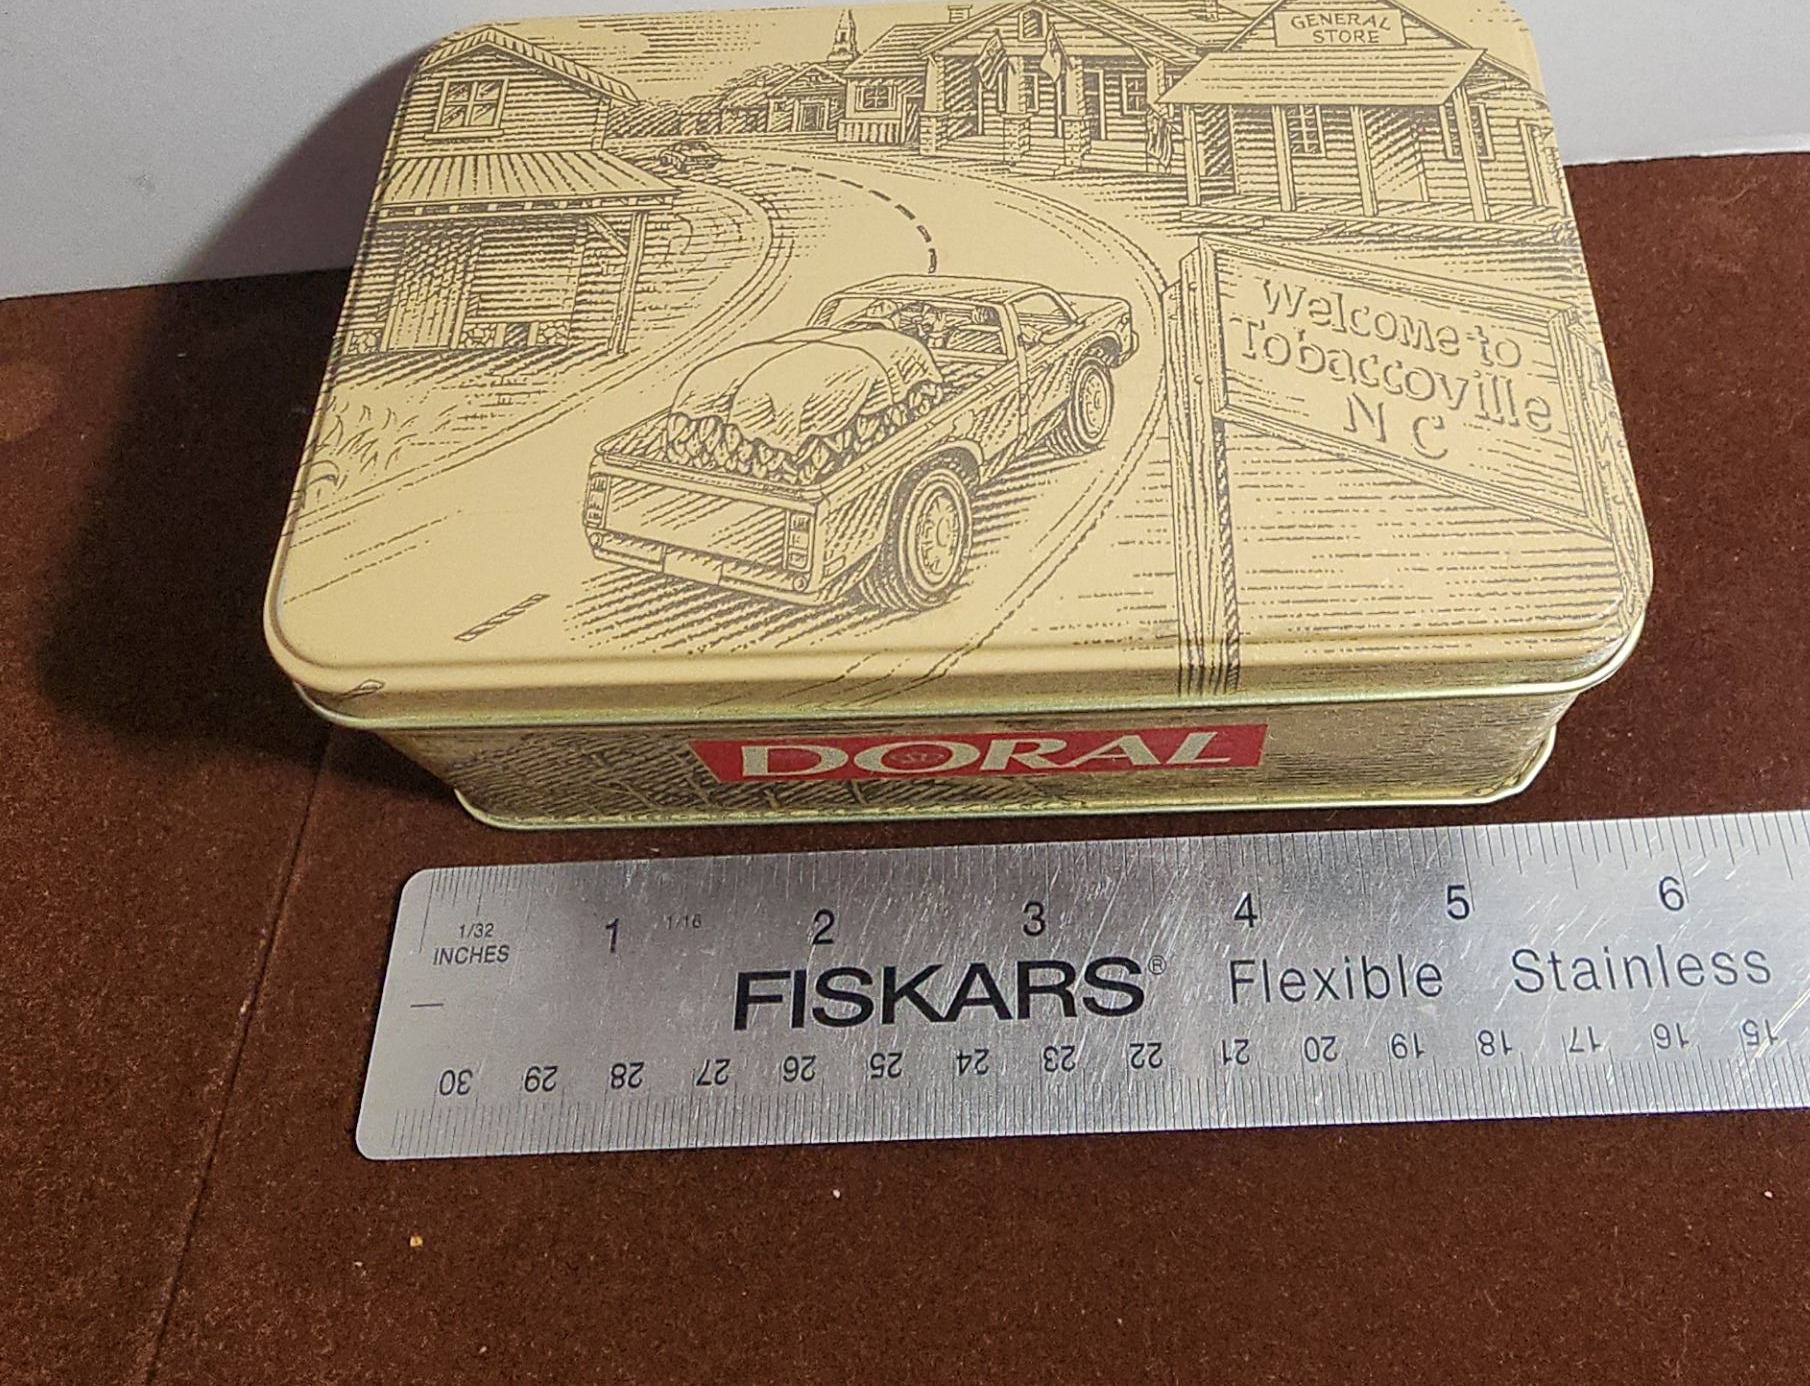 GENERAL
STORE
Welcome to
Tobaccoville
N C
DORAL
1/32
INCHES
1 1/16 2 3 4 5 6
FISKARS® Flexible Stainless
30 29 28 27 26 25 24 23 22 21 20 19 18 17 16 15